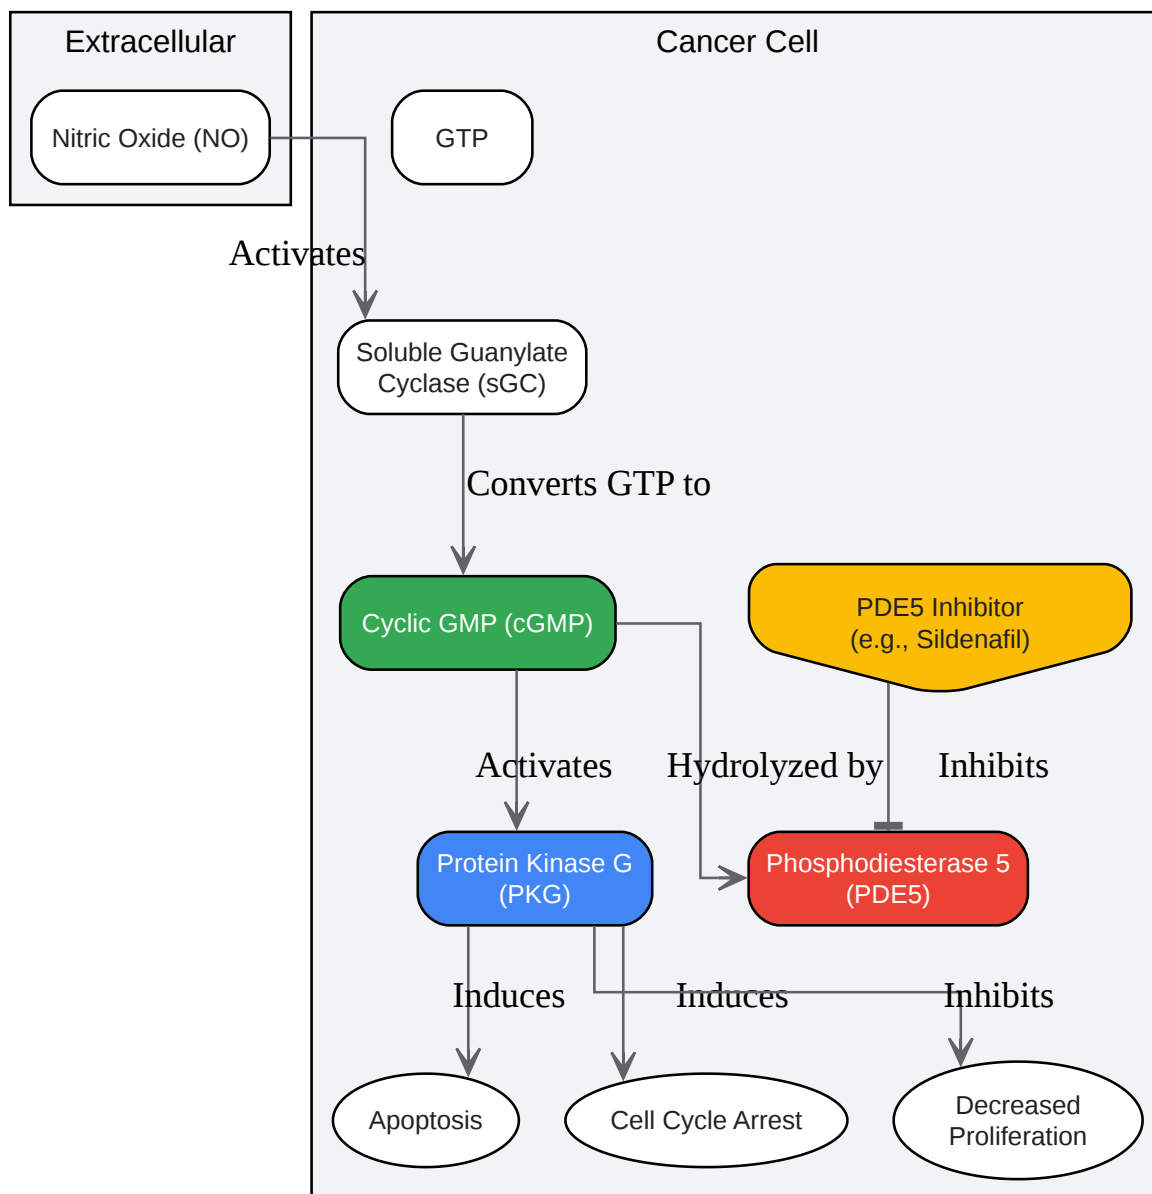 Extracellular
Cancer Cell
Nitric Oxide (NO)
GTP
Activates
Soluble Guanylate
Cyclase (sGC)
Converts GTP to
Cyclic GMP (cGMP)
PDE5 Inhibitor
(e.g., Sildenafil)
Activates
Hydrolyzed by
Inhibits
Protein Kinase G
(PKG)
Phosphodiesterase 5
(PDE5)
Induces
Induces
Inhibits
Apoptosis
Cell Cycle Arrest
Decreased
Proliferation